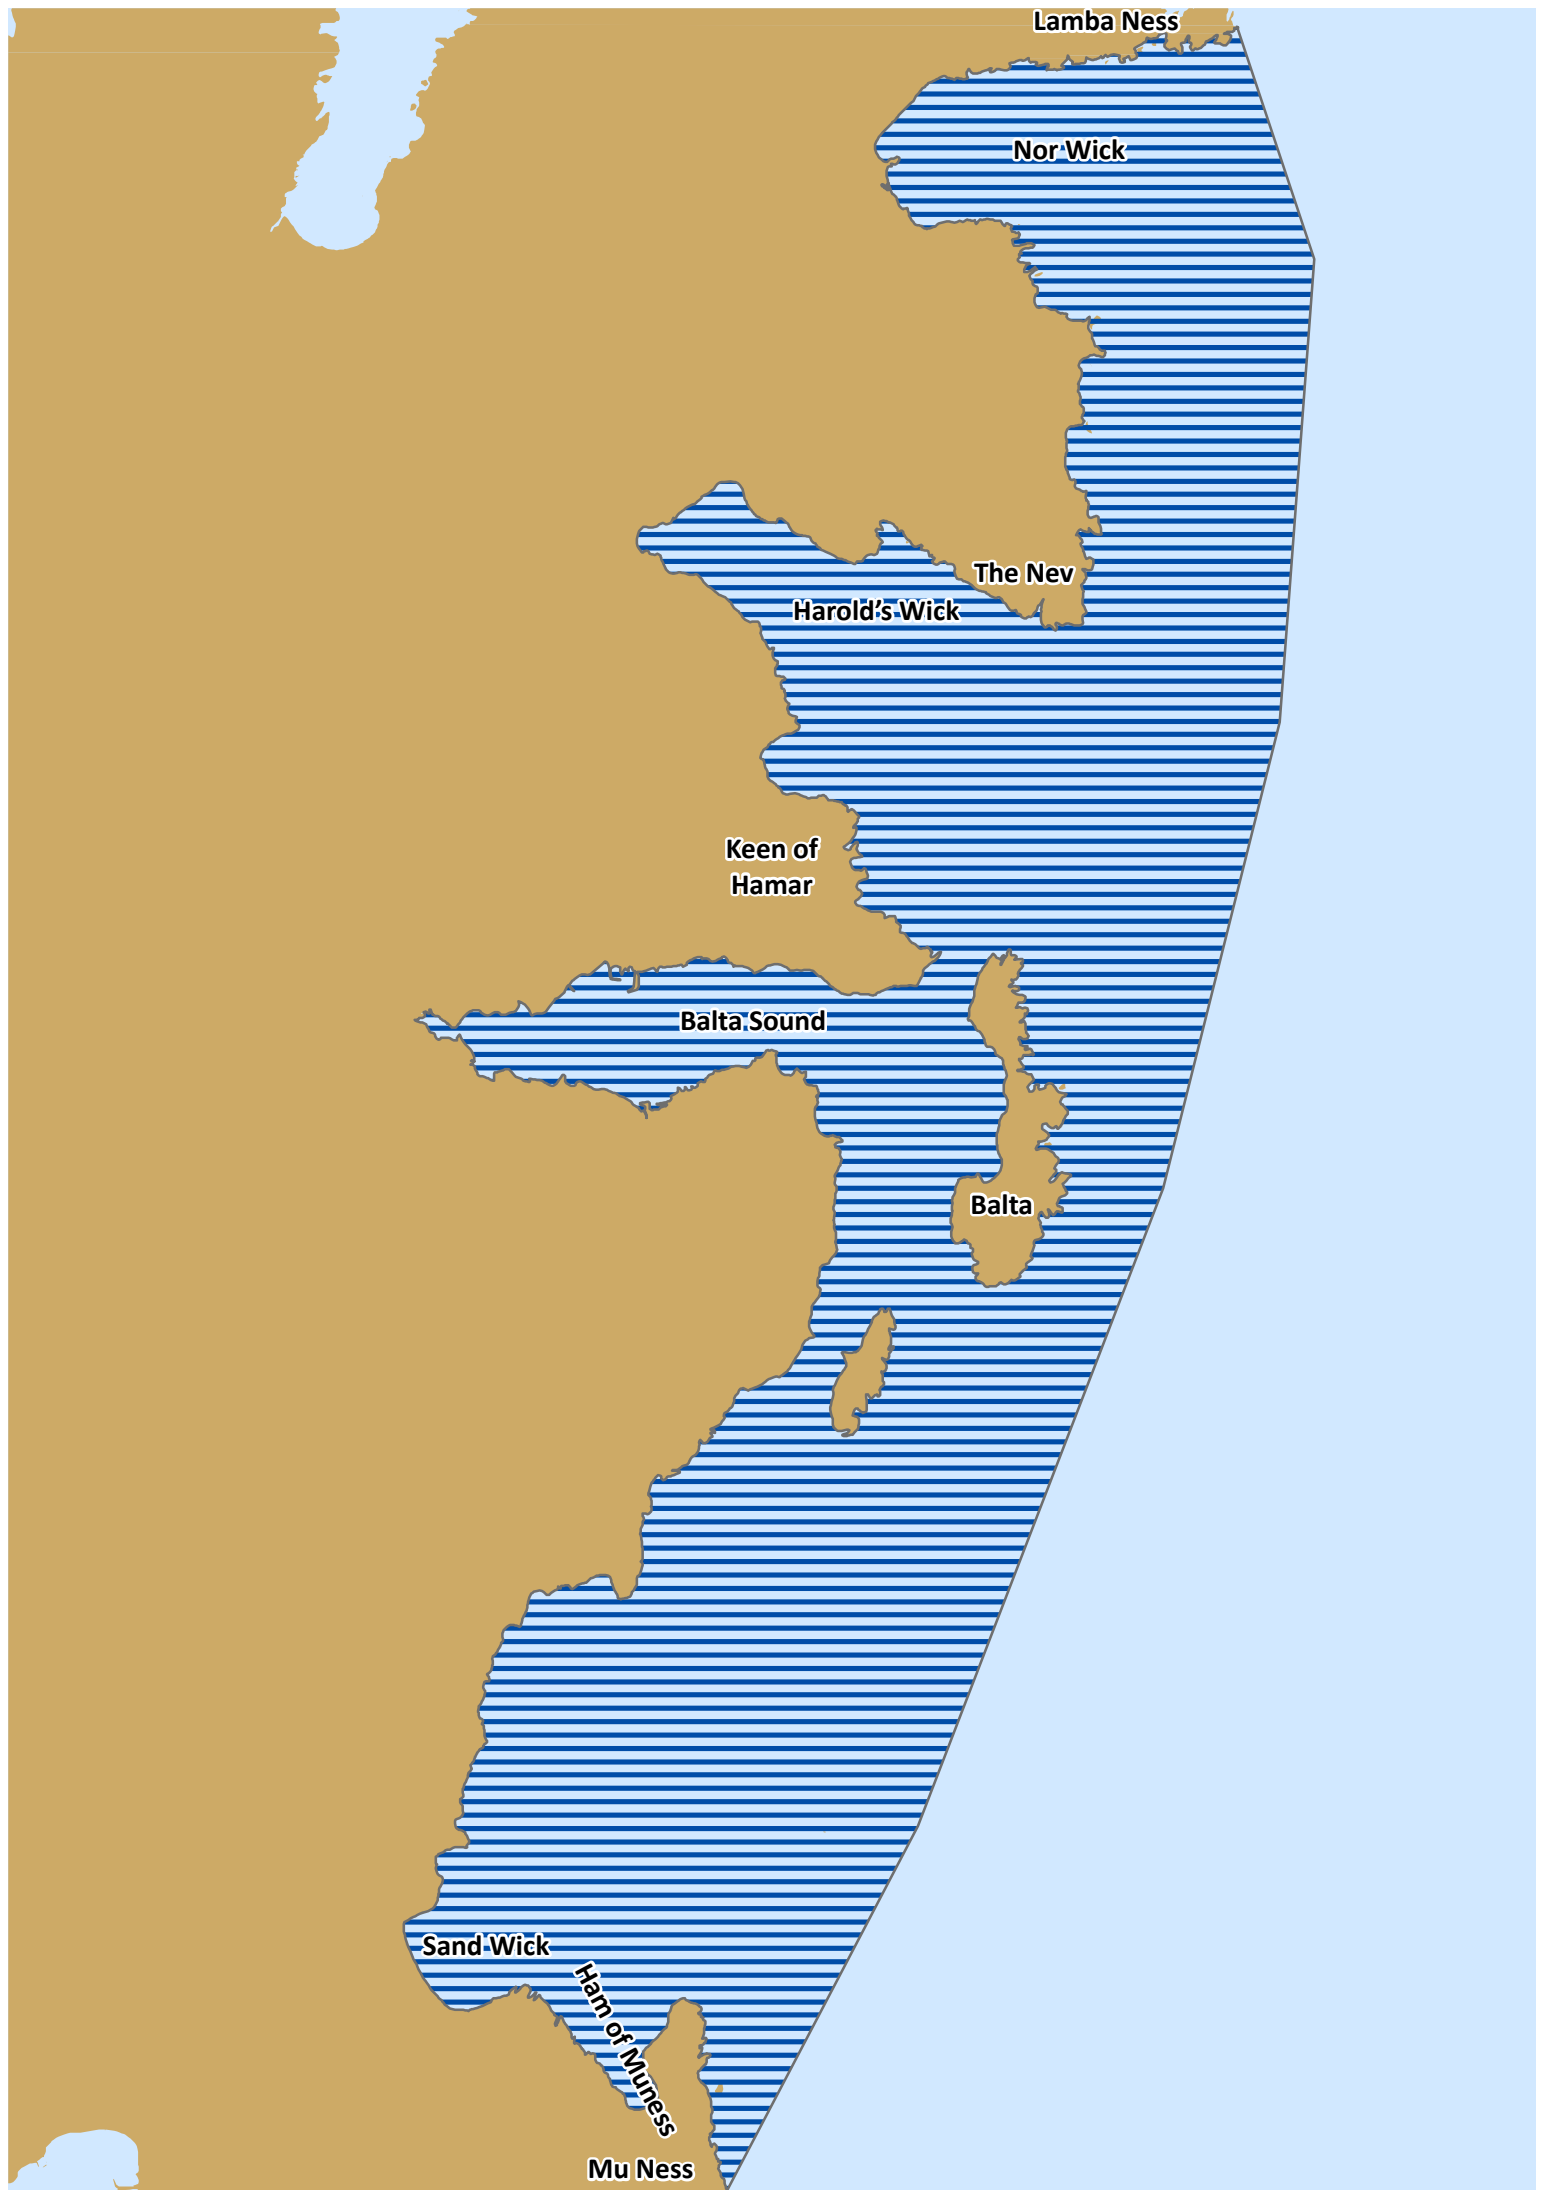 Lamba Ness
Nor Wick
The Nev
Harold’s Wick
Keen of
Hamar
Balta Sound
Balta
Sand Wick
Ham of Muness
Mu Ness